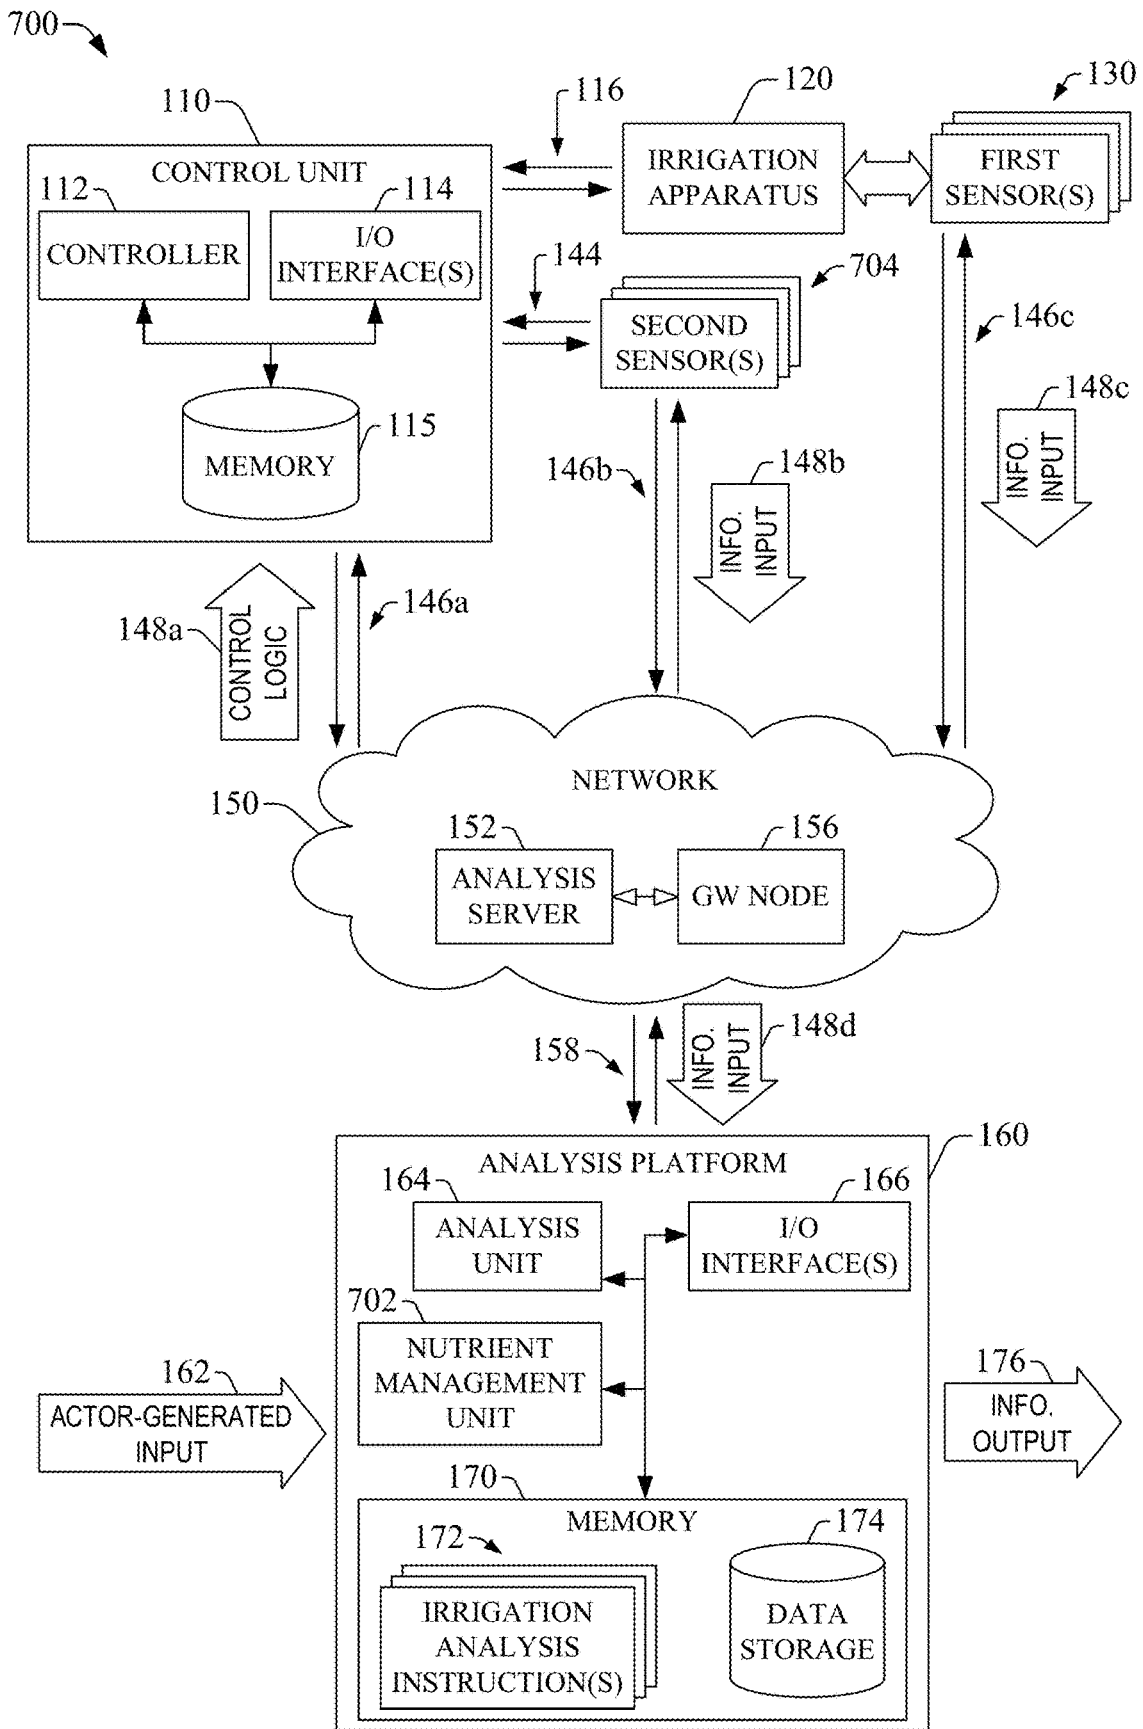 700
110
116
120
130
CONTROL UNIT
112
114
CONTROLLER
I/O
INTERFACE(S)
MEMORY
115
IRRIGATION
APPARATUS
FIRST
SENSOR(S)
144
704
SECOND
SENSOR(S)
146c
148c
INFO.
INPUT
146b
148b
INFO.
INPUT
148a
CONTROL
LOGIC
146a
NETWORK
150
152
156
ANALYSIS
SERVER
GW NODE
158
INFO.
INPUT
148d
160
ANALYSIS PLATFORM
164
166
ANALYSIS
UNIT
I/O
INTERFACE(S)
702
NUTRIENT
MANAGEMENT
UNIT
162
ACTOR-GENERATED
INPUT
176
INFO.
OUTPUT
170
MEMORY
172
174
IRRIGATION
ANALYSIS
INSTRUCTION(S)
DATA
STORAGE